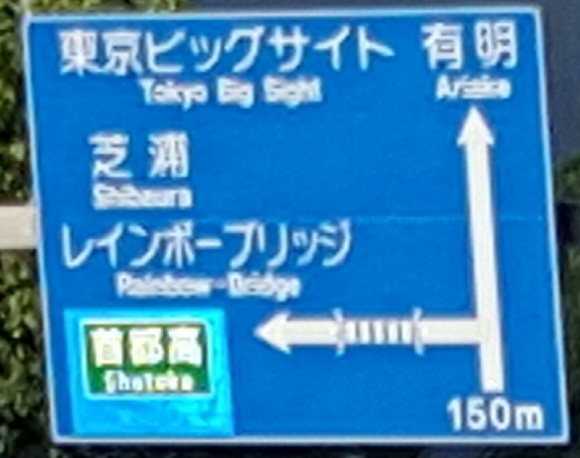 東京ビッグサイト 有明
Tokyo Big Sight Ariake
芝浦
Shibaura
レインボーブリッジ
Rainbow Bridge
首都高
Shutoko
150m